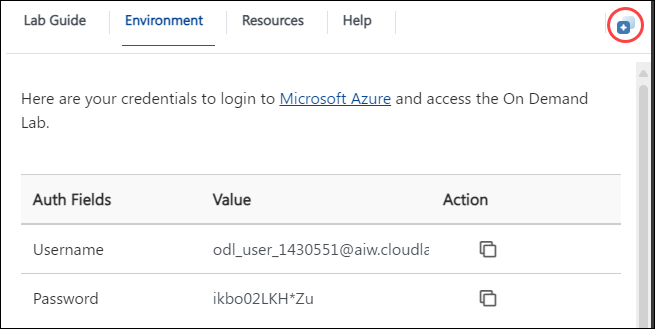 Lab Guide Environment Resources Help
Here are your credentials to login to Microsoft Azure and access the On Demand
Lab.
Auth Fields Value Action
Username odl_user_1430551@aiw.cloudla
Password ikbo02LKH*Zu